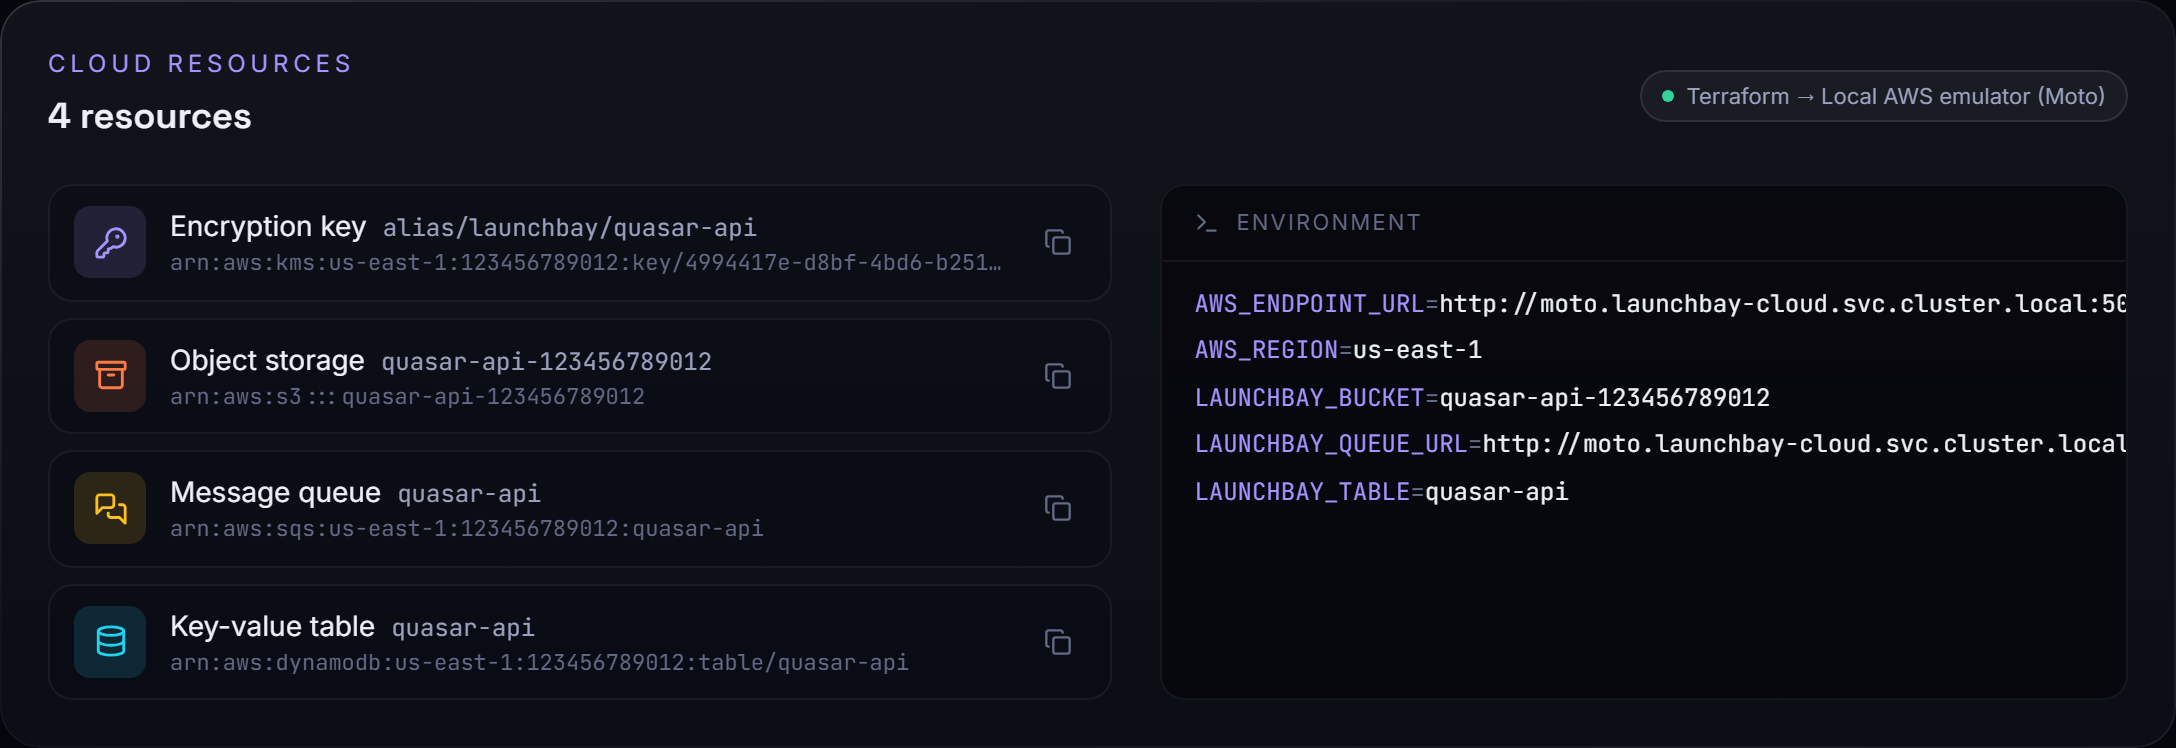 CLOUD RESOURCES
4 resources
Terraform → Local AWS emulator (Moto)
Encryption key alias/launchbay/quasar-api
arn:aws:kms:us-east-1:123456789012:key/4994417e-d8bf-4bd6-b251…
Object storage quasar-api-123456789012
arn:aws:s3:::quasar-api-123456789012
Message queue quasar-api
arn:aws:sqs:us-east-1:123456789012:quasar-api
Key-value table quasar-api
arn:aws:dynamodb:us-east-1:123456789012:table/quasar-api
ENVIRONMENT
AWS_ENDPOINT_URL=http://moto.launchbay-cloud.svc.cluster.local:50
AWS_REGION=us-east-1
LAUNCHBAY_BUCKET=quasar-api-123456789012
LAUNCHBAY_QUEUE_URL=http://moto.launchbay-cloud.svc.cluster.local
LAUNCHBAY_TABLE=quasar-api